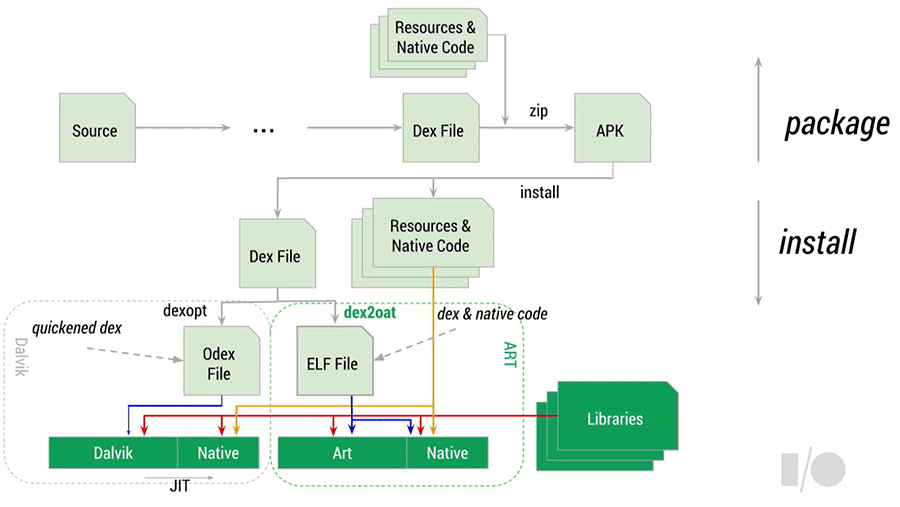 Resources &
Native Code
Source
...
Dex File
zip
APK
package
install
Resources &
Native Code
Dex File
install
dexopt
dex2oat
dex & native code
quickened dex
Dalvik
Odex
File
ELF File
ART
Libraries
Dalvik
Native
Art
Native
JIT
I/O